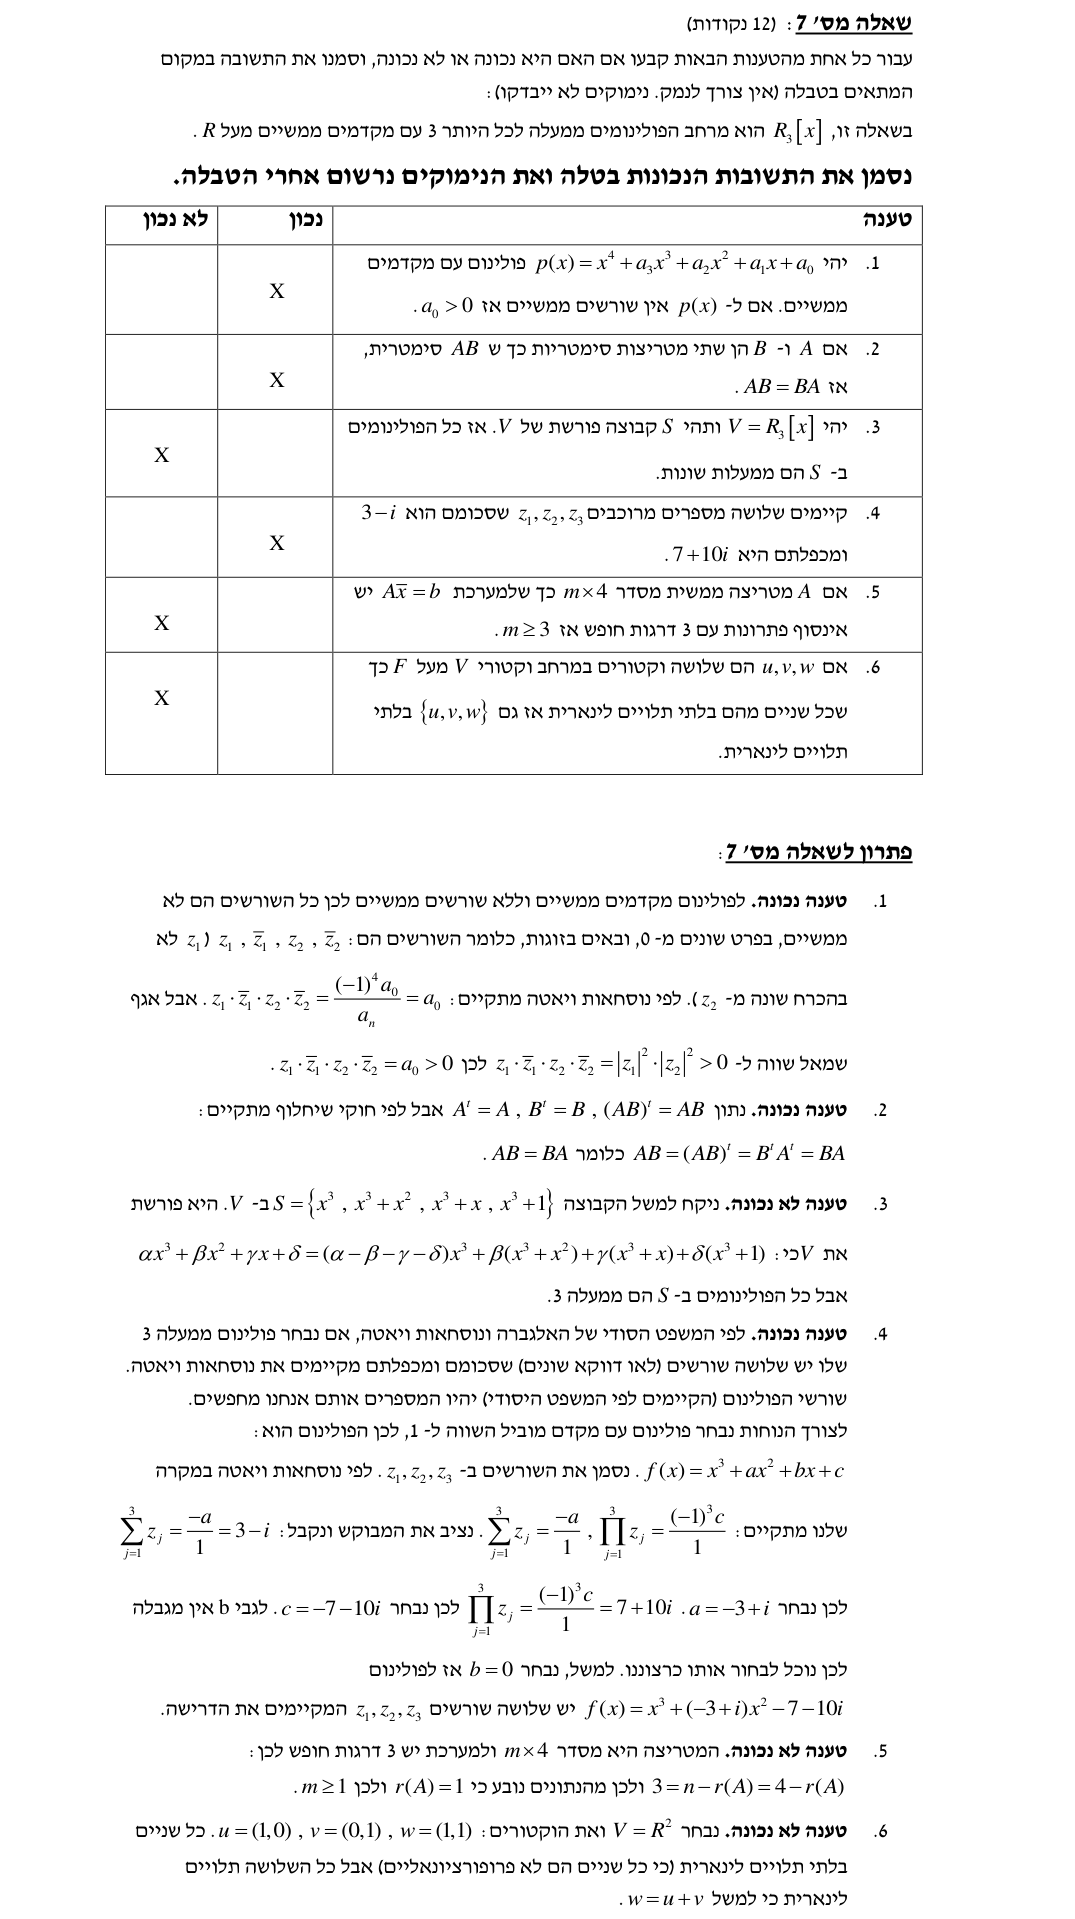 שאלה מס׳ 7 : (12 נקודות)
עבור כל אחת מהטענות הבאות קבעו אם האם היא נכונה או לא נכונה, וסמנו את התשובה במקום
המתאים בטבלה (אין צורך לנמק. נימוקים לא ייבדקו):
בשאלה זו, R₃[x] הוא מרחב הפולינומים ממעלה לכל היותר 3 עם מקדמים ממשיים מעל R .
נסמן את התשובות הנכונות בטלה ואת הנימוקים נרשום אחרי הטבלה.
טענה נכון לא נכון
1. יהי p(x) = x⁴ + a₃x³ + a₂x² + a₁x + a₀ פולינום עם מקדמים
ממשיים. אם ל- p(x) אין שורשים ממשיים אז a₀ > 0 .
X
2. אם A ו- B הן שתי מטריצות סימטריות כך ש AB סימטרית,
אז AB = BA .
X
3. יהי V = R₃[x] ותהי S קבוצה פורשת של V. אז כל הפולינומים
ב- S הם ממעלות שונות.
X
4. קיימים שלושה מספרים מרוכבים z₁, z₂, z₃ שסכומם הוא 3−i
ומכפלתם היא 7+10i .
X
5. אם A מטריצה ממשית מסדר m×4 כך שלמערכת Ax̅ = b יש
אינסוף פתרונות עם 3 דרגות חופש אז m ≥ 3 .
X
6. אם u, v, w הם שלושה וקטורים במרחב וקטורי V מעל F כך
שכל שניים מהם בלתי תלויים לינארית אז גם {u, v, w} בלתי
תלויים לינארית.
X
פתרון לשאלה מס׳ 7 :
1. טענה נכונה. לפולינום מקדמים ממשיים וללא שורשים ממשיים לכן כל השורשים הם לא
ממשיים, בפרט שונים מ- 0, ובאים בזוגות, כלומר השורשים הם : z₁ , z̅₁ , z₂ , z̅₂ (z₁ לא
בהכרח שונה מ- z₂). לפי נוסחאות ויאטה מתקיים : z₁ · z̅₁ · z₂ · z̅₂ = (−1)⁴a₀ / aₙ = a₀ . אבל אגף
שמאל שווה ל- z₁ · z̅₁ · z₂ · z̅₂ = |z₁|² · |z₂|² > 0 לכן z₁ · z̅₁ · z₂ · z̅₂ = a₀ > 0 .
2. טענה נכונה. נתון Aᵗ = A , Bᵗ = B , (AB)ᵗ = AB אבל לפי חוקי שיחלוף מתקיים :
AB = (AB)ᵗ = BᵗAᵗ = BA כלומר AB = BA .
3. טענה לא נכונה. ניקח למשל הקבוצה S = {x³ , x³ + x² , x³ + x , x³ + 1} ב- V. היא פורשת
את V כי : αx³ + βx² + γx + δ = (α − β − γ − δ)x³ + β(x³ + x²) + γ(x³ + x) + δ(x³ + 1)
אבל כל הפולינומים ב- S הם ממעלה 3.
4. טענה נכונה. לפי המשפט הסודי של האלגברה ונוסחאות ויאטה, אם נבחר פולינום ממעלה 3
שלו יש שלושה שורשים (לאו דווקא שונים) שסכומם ומכפלתם מקיימים את נוסחאות ויאטה.
שורשי הפולינום (הקיימים לפי המשפט היסודי) יהיו המספרים אותם אנחנו מחפשים.
לצורך הנוחות נבחר פולינום עם מקדם מוביל השווה ל- 1, לכן הפולינום הוא :
f(x) = x³ + ax² + bx + c . נסמן את השורשים ב- z₁, z₂, z₃ . לפי נוסחאות ויאטה במקרה
שלנו מתקיים : ∑_{j=1}^{3} z_j = −a/1 , ∏_{j=1}^{3} z_j = (−1)³c/1 . נציב את המבוקש ונקבל : ∑_{j=1}^{3} z_j = −a/1 = 3−i
לכן נבחר a = −3 + i . ∏_{j=1}^{3} z_j = (−1)³c/1 = 7+10i לכן נבחר c = −7−10i . לגבי b אין מגבלה
לכן נוכל לבחור אותו כרצוננו. למשל, נבחר b = 0 אז לפולינום
f(x) = x³ + (−3+i)x² − 7 − 10i יש שלושה שורשים z₁, z₂, z₃ המקיימים את הדרישה.
5. טענה לא נכונה. המטריצה היא מסדר m×4 ולמערכת יש 3 דרגות חופש לכן :
3 = n − r(A) = 4 − r(A) ולכן מהנתונים נובע כי r(A) = 1 ולכן m ≥ 1 .
6. טענה לא נכונה. נבחר V = R² ואת הוקטורים : u = (1,0) , v = (0,1) , w = (1,1) . כל שניים
בלתי תלויים לינארית (כי כל שניים הם לא פרופורציונאליים) אבל כל השלושה תלויים
לינארית כי למשל w = u + v .